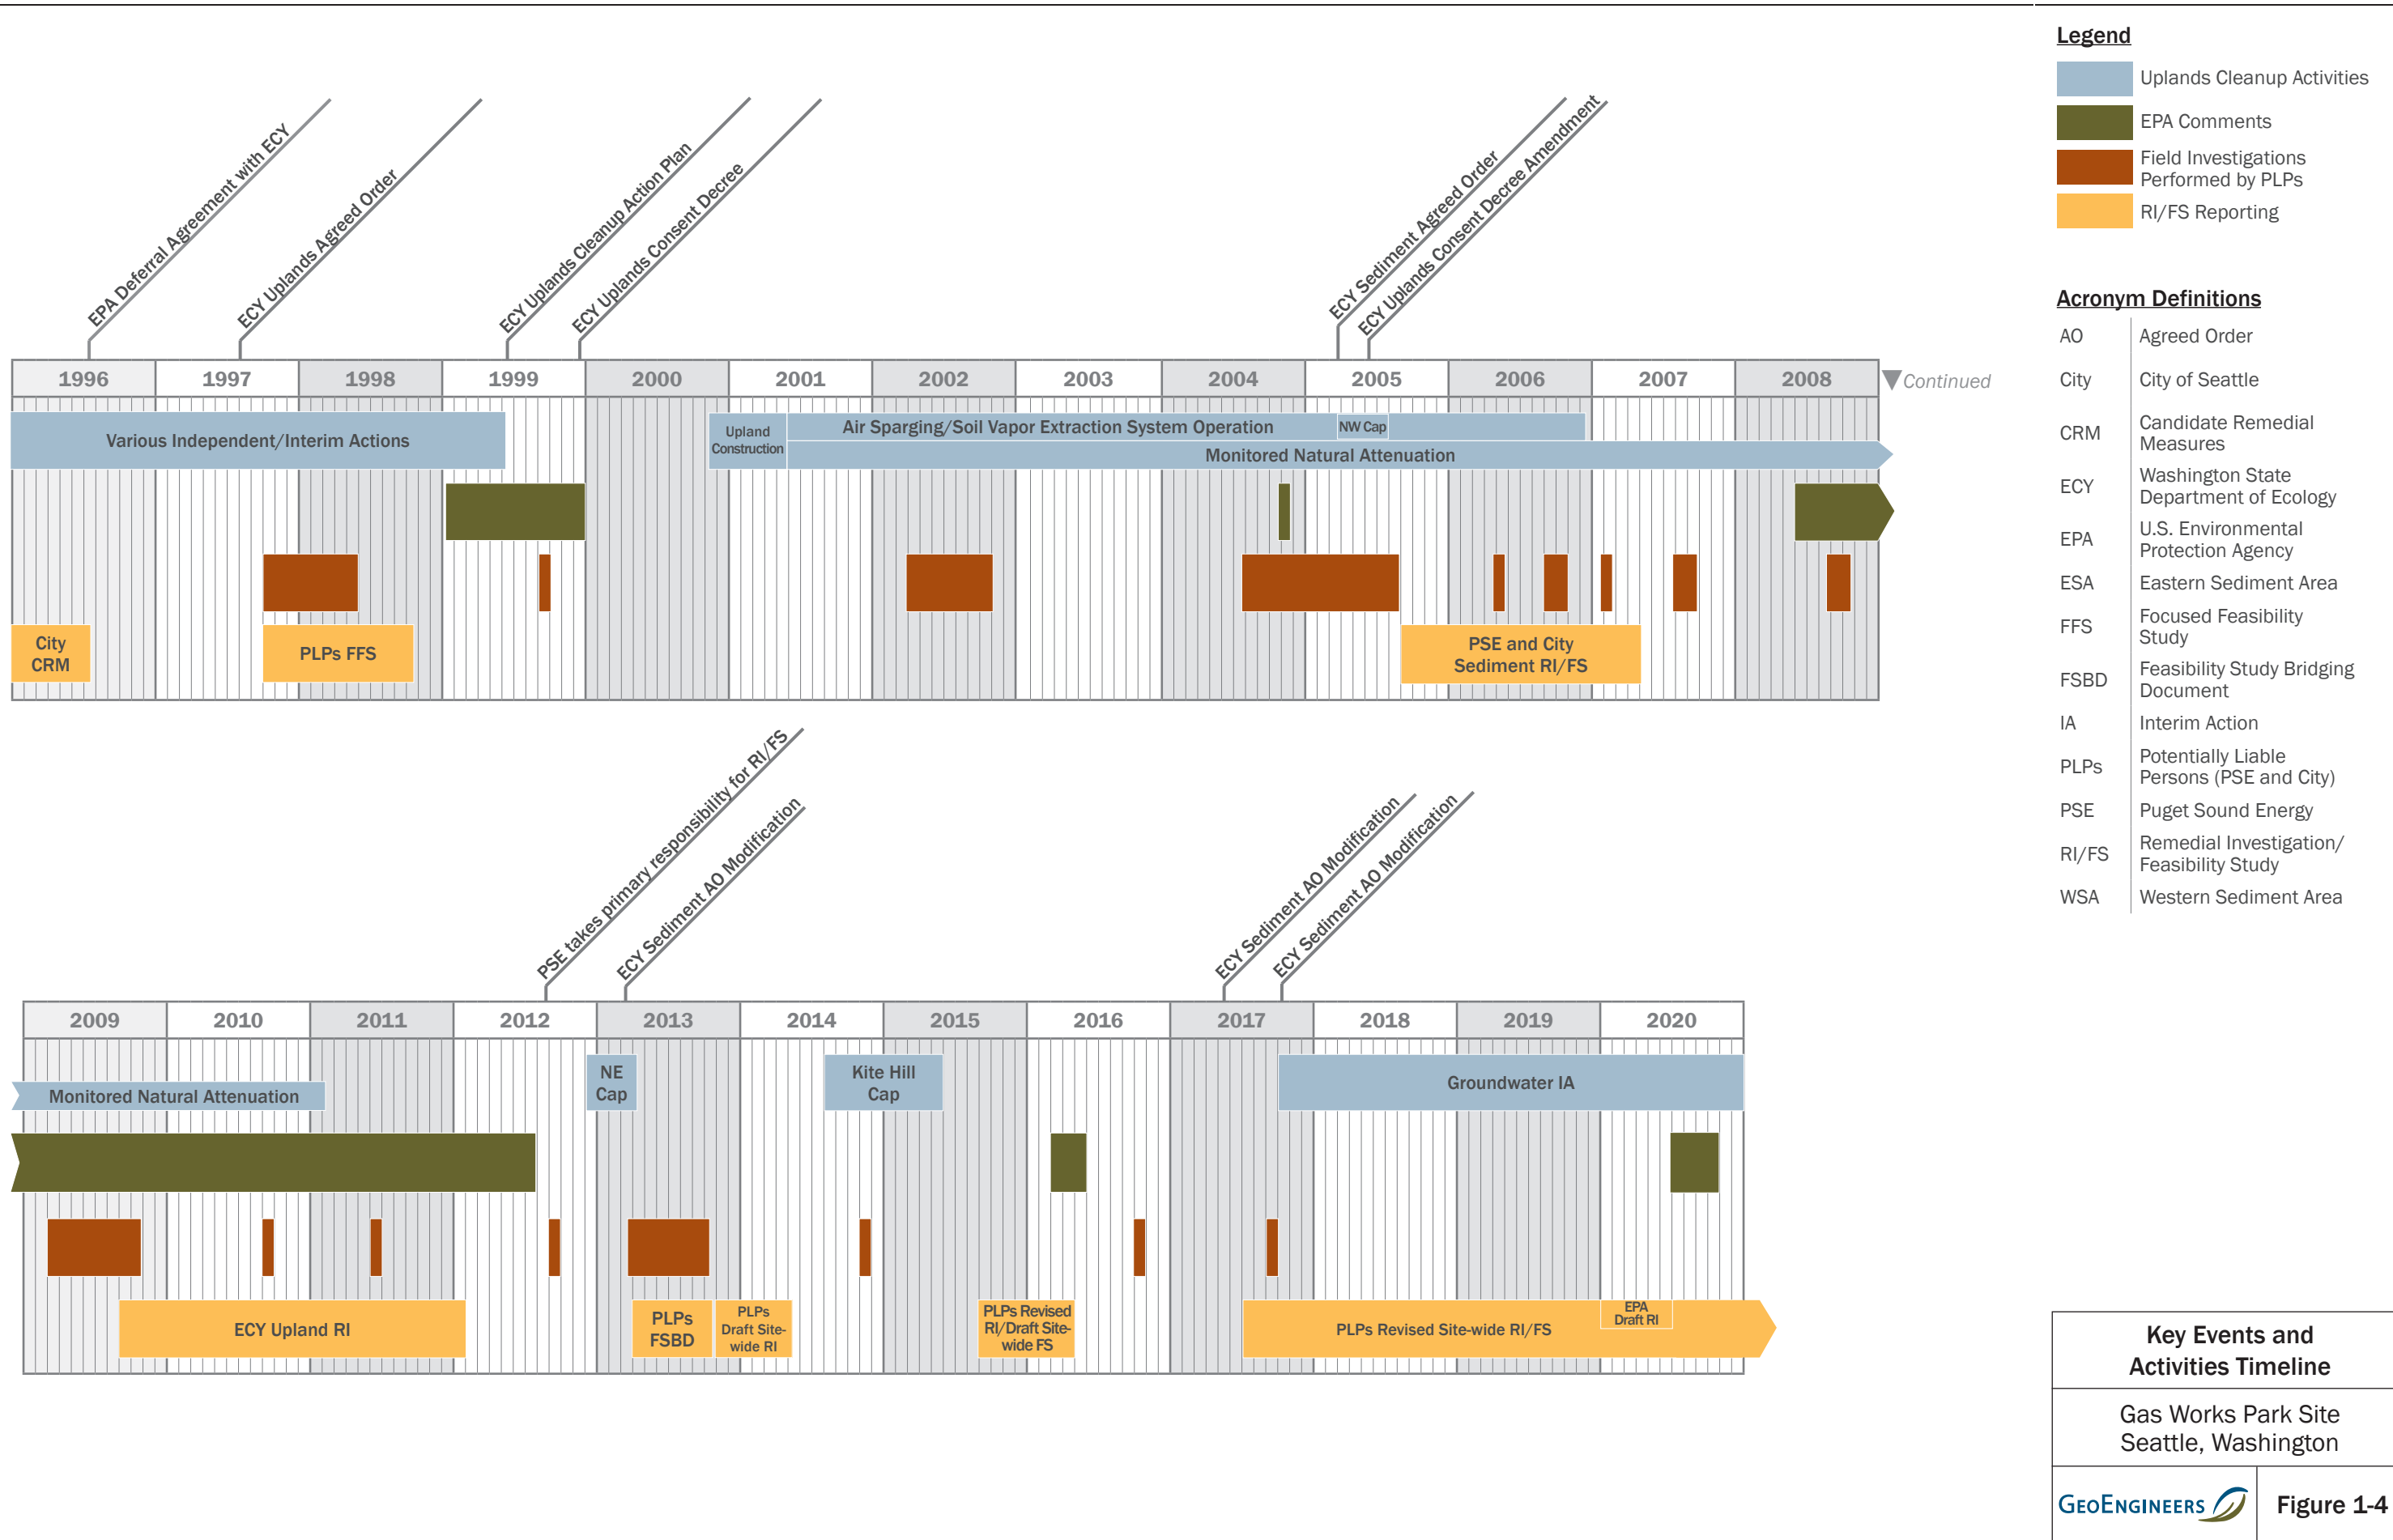 EPA Deferral Agreement with ECY
ECY Uplands Agreed Order
ECY Uplands Cleanup Action Plan
ECY Uplands Consent Decree
ECY Sediment Agreed Order
ECY Uplands Consent Decree Amendment
1996 1997 1998 1999 2000 2001 2002 2003 2004 2005 2006 2007 2008
Continued
Various Independent/Interim Actions
Upland
Construction
Air Sparging/Soil Vapor Extraction System Operation
NW Cap
Monitored Natural Attenuation
City
CRM
PLPs FFS
PSE and City
Sediment RI/FS
PSE takes primary responsibility for RI/FS
ECY Sediment AO Modification
ECY Sediment AO Modification
ECY Sediment AO Modification
2009 2010 2011 2012 2013 2014 2015 2016 2017 2018 2019 2020
Monitored Natural Attenuation
NE
Cap
Kite Hill
Cap
Groundwater IA
ECY Upland RI
PLPs
FSBD
PLPs
Draft Site-
wide RI
PLPs Revised
RI/Draft Site-
wide FS
PLPs Revised Site-wide RI/FS
EPA
Draft RI
Legend
Uplands Cleanup Activities
EPA Comments
Field Investigations
Performed by PLPs
RI/FS Reporting
Acronym Definitions
AO Agreed Order
City City of Seattle
CRM Candidate Remedial
Measures
ECY Washington State
Department of Ecology
EPA U.S. Environmental
Protection Agency
ESA Eastern Sediment Area
FFS Focused Feasibility
Study
FSBD Feasibility Study Bridging
Document
IA Interim Action
PLPs Potentially Liable
Persons (PSE and City)
PSE Puget Sound Energy
RI/FS Remedial Investigation/
Feasibility Study
WSA Western Sediment Area
Key Events and
Activities Timeline
Gas Works Park Site
Seattle, Washington
GEOENGINEERS
Figure 1-4